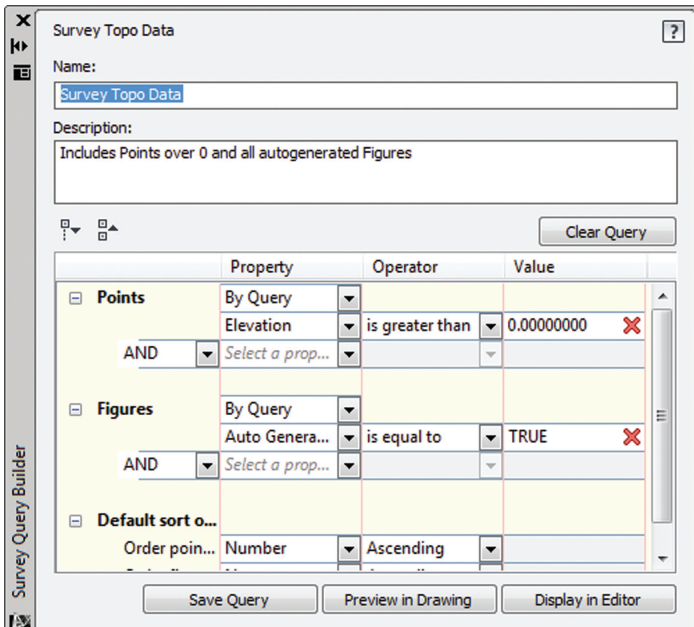 Survey Topo Data
?
Name:
Survey Topo Data
Description:
Includes Points over 0 and all autogenerated Figures
Clear Query
Property Operator Value
Points By Query
Elevation is greater than 0.00000000
AND Select a prop...
Figures By Query
Auto Genera... is equal to TRUE
AND Select a prop...
Default sort o...
Order poin... Number Ascending
Save Query Preview in Drawing Display in Editor
Survey Query Builder